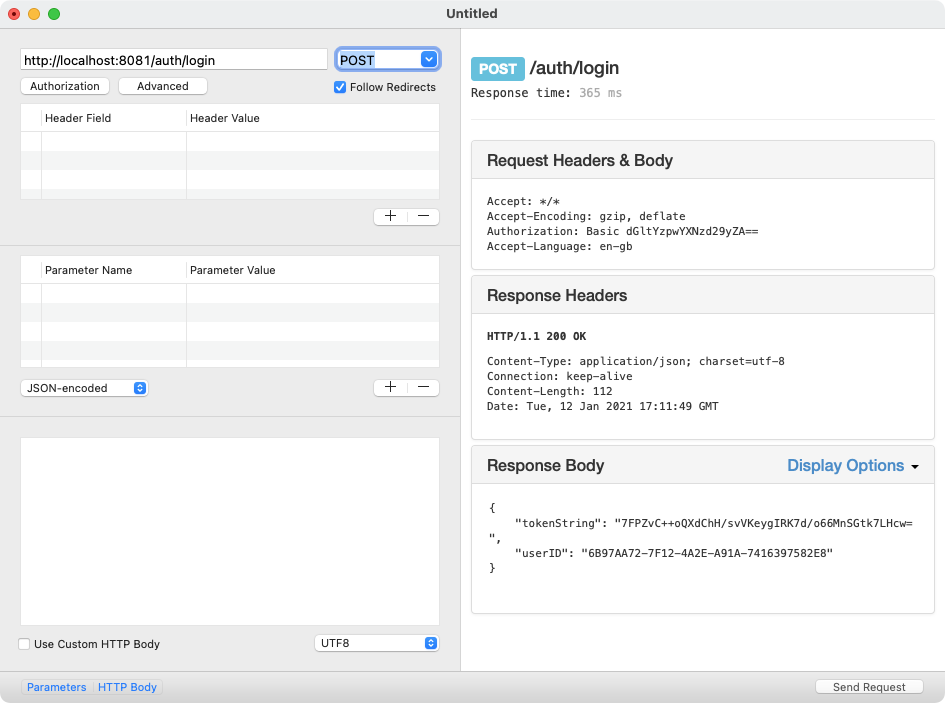 Untitled
http://localhost:8081/auth/login
POST
Authorization
Advanced
Follow Redirects
Header Field
Header Value
Parameter Name
Parameter Value
JSON-encoded
Use Custom HTTP Body
UTF8
Parameters
HTTP Body
POST /auth/login
Response time: 365 ms
Request Headers & Body
Accept: */*
Accept-Encoding: gzip, deflate
Authorization: Basic dGltYzpwYXNzd29yZA==
Accept-Language: en-gb
Response Headers
HTTP/1.1 200 OK
Content-Type: application/json; charset=utf-8
Connection: keep-alive
Content-Length: 112
Date: Tue, 12 Jan 2021 17:11:49 GMT
Response Body
Display Options
{
"tokenString": "7FPZvC++oQXdChH/svVKeygIRK7d/o66MnSGtk7LHcw=
",
"userID": "6B97AA72-7F12-4A2E-A91A-7416397582E8"
}
Send Request